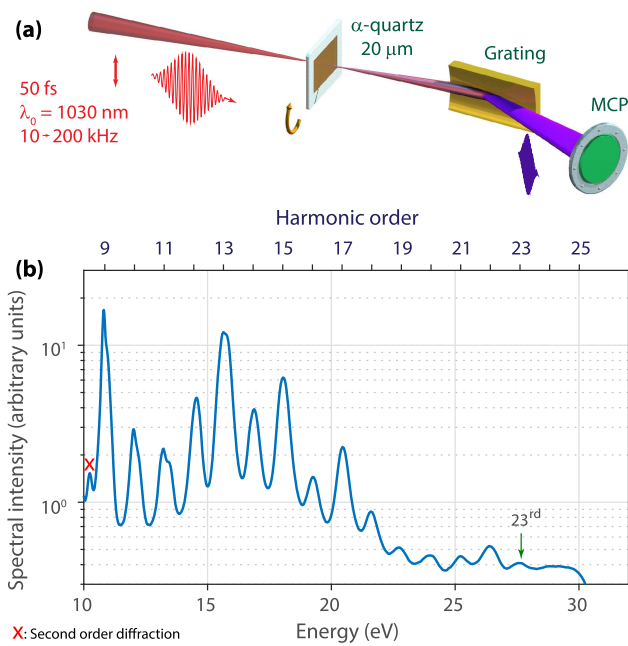 (a)
α-quartz
20 μm
Grating
MCP
50 fs
λ0 = 1030 nm
10-200 kHz
Harmonic order
(b)
9 11 13 15 17 19 21 23 25
Spectral intensity (arbitrary units)
10^1
10^0
X
23rd
10 15 20 25 30
Energy (eV)
X: Second order diffraction